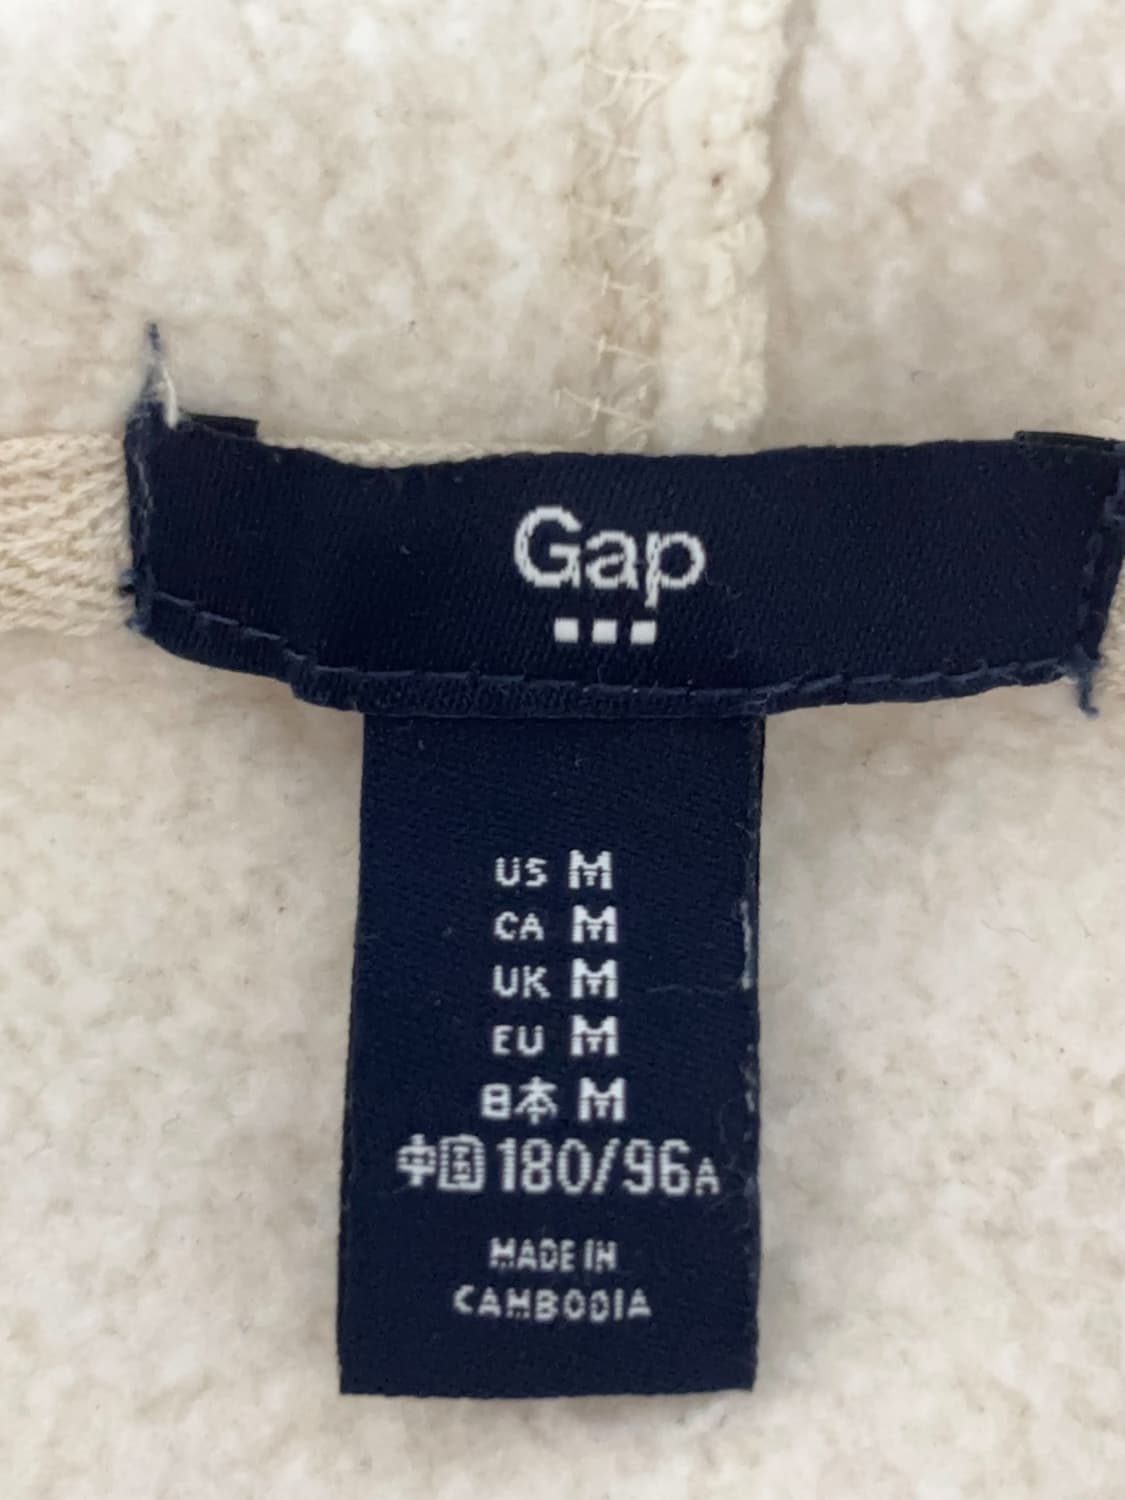 Gap
US M
CA M
UK M
EU M
日本 M
中国 180/96A
MADE IN
CAMBODIA